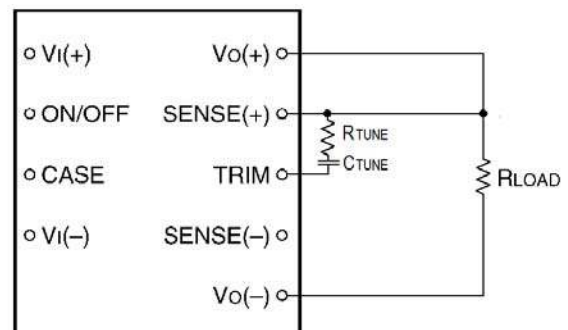 VI(+)
VO(+)
ON/OFF
SENSE(+)
RTUNE
CTUNE
CASE
TRIM
RLOAD
VI(–)
SENSE(–)
VO(–)